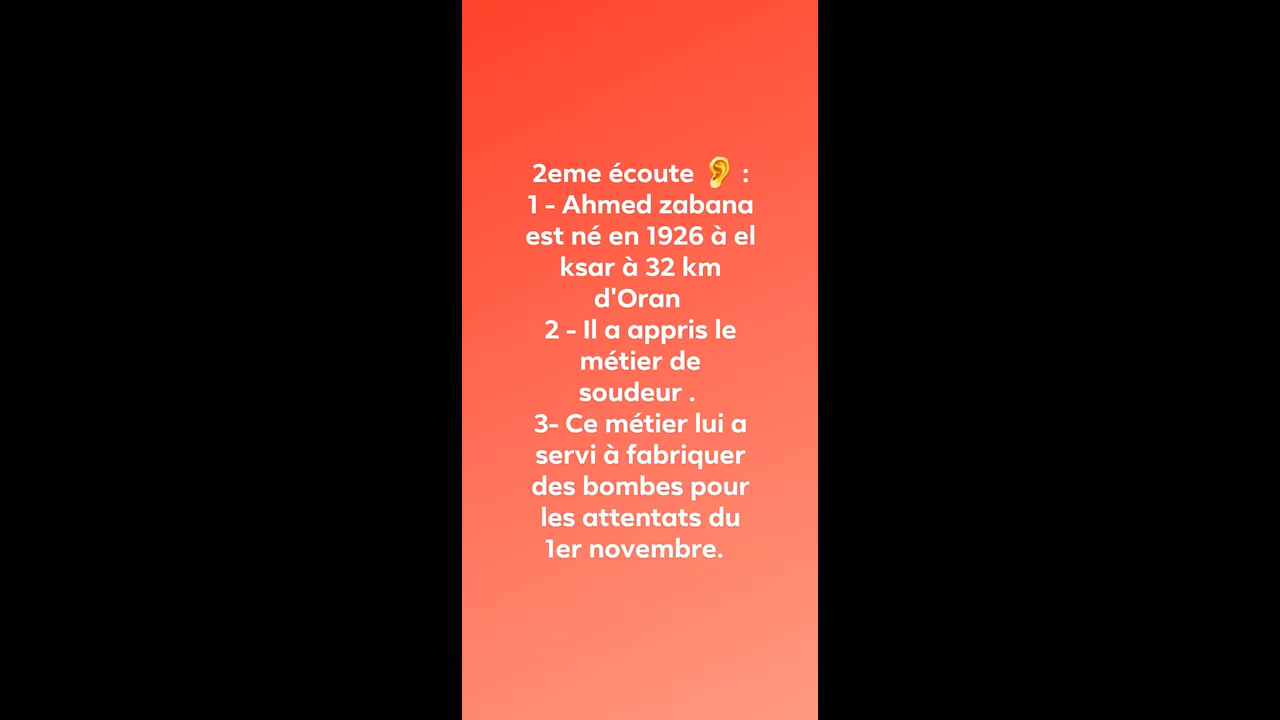 2eme écoute 👂 :
1 - Ahmed zabana
est né en 1926 à el
ksar à 32 km
d'Oran
2 - Il a appris le
métier de
soudeur .
3- Ce métier lui a
servi à fabriquer
des bombes pour
les attentats du
1er novembre.